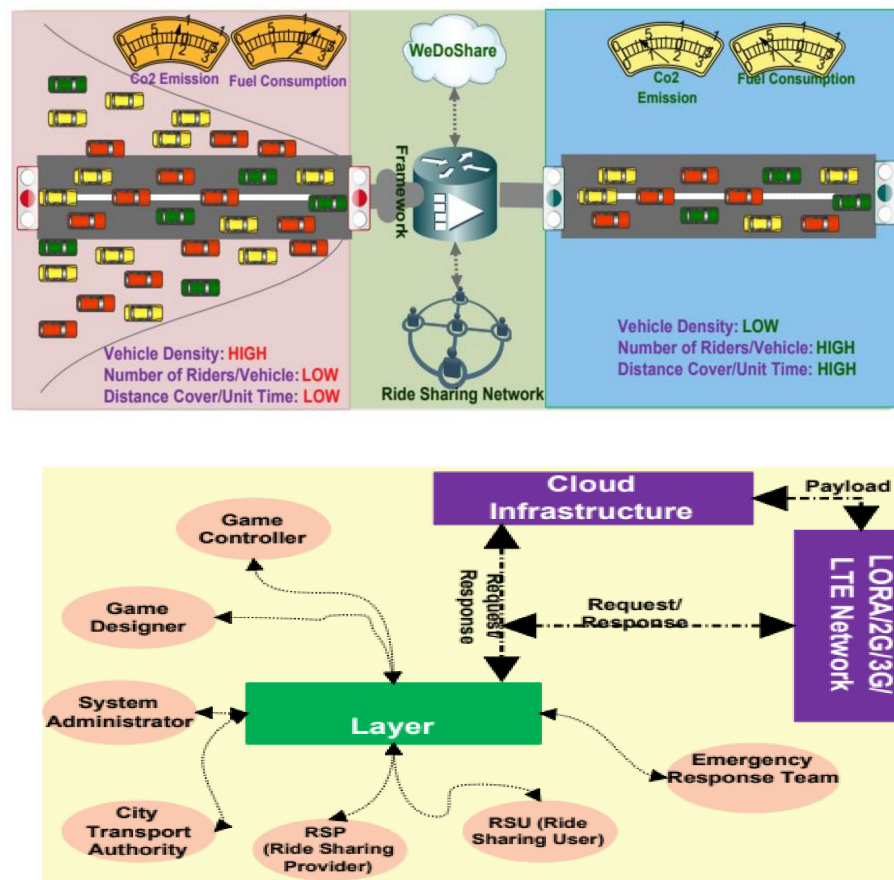 Co2 Emission
Fuel Consumption
WeDoShare
Framework
Ride Sharing Network
Co2
Emission
Fuel Consumption
Vehicle Density: HIGH
Number of Riders/Vehicle: LOW
Distance Cover/Unit Time: LOW
Vehicle Density: LOW
Number of Riders/Vehicle: HIGH
Distance Cover/Unit Time: HIGH
Cloud
Infrastructure
Payload
LORA/2G/3G/
LTE Network
Request/
Response
Request/
Response
Game
Controller
Game
Designer
System
Administrator
City
Transport
Authority
Layer
RSP
(Ride Sharing
Provider)
RSU (Ride
Sharing User)
Emergency
Response Team